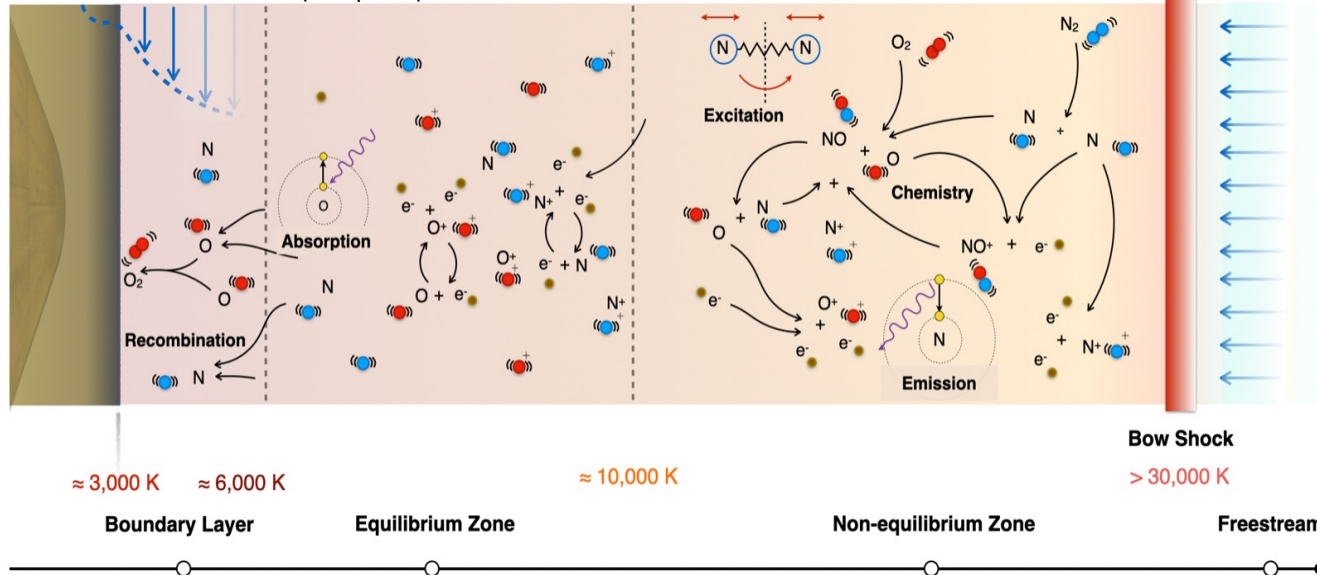 N N
O₂
N₂
Excitation
N
NO
+
O
+
N
Chemistry
+
N
e-
+
N+
e-
N
O
Absorption
e-
e-
+
O+
N
+
O
N+
NO+ + e-
O
O₂
O
N
O+
e- + N
O + e-
N+
e-
O+
+
e-
e-
N
Emission
e-
+
e-
N+
Recombination
N
Bow Shock
≈ 3,000 K ≈ 6,000 K ≈ 10,000 K > 30,000 K
Boundary Layer Equilibrium Zone Non-equilibrium Zone Freestream